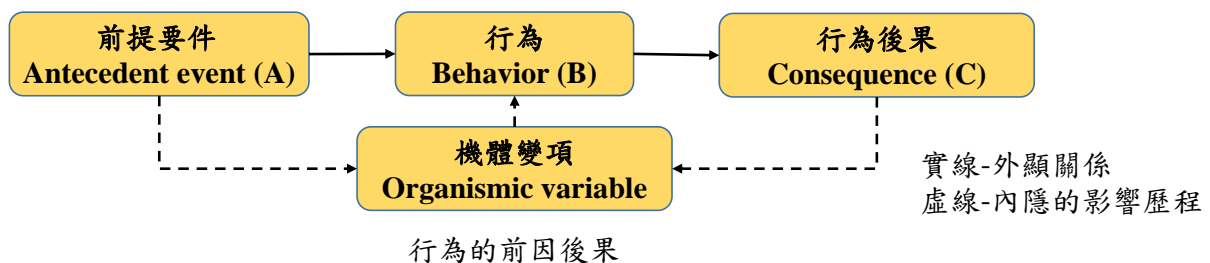 前提要件
Antecedent event (A)
行為
Behavior (B)
行為後果
Consequence (C)
機體變項
Organismic variable
實線-外顯關係
虛線-內隱的影響歷程
行為的前因後果